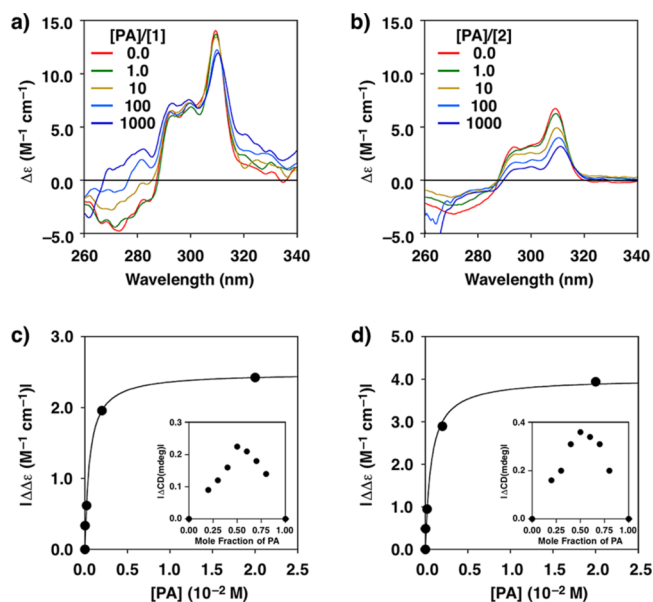 a)
[PA]/[1]
0.0
1.0
10
100
1000
15.0
10.0
5.0
0.0
–5.0
Δε (M⁻¹ cm⁻¹)
260 280 300 320 340
Wavelength (nm)
b)
[PA]/[2]
0.0
1.0
10
100
1000
15.0
10.0
5.0
0.0
–5.0
Δε (M⁻¹ cm⁻¹)
260 280 300 320 340
Wavelength (nm)
c)
3.0
2.0
1.0
0.0
IΔΔε (M⁻¹ cm⁻¹)I
0.0 0.5 1.0 1.5 2.0 2.5
[PA] (10⁻² M)
0.3
0.2
0.1
0.0
IΔCD(mdeg)I
0.00 0.25 0.50 0.75 1.00
Mole Fraction of PA
d)
5.0
4.0
3.0
2.0
1.0
0.0
IΔΔε (M⁻¹ cm⁻¹)I
0.0 0.5 1.0 1.5 2.0 2.5
[PA] (10⁻² M)
0.4
0.2
0.0
IΔCD(mdeg)I
0.00 0.25 0.50 0.75 1.00
Mole Fraction of PA